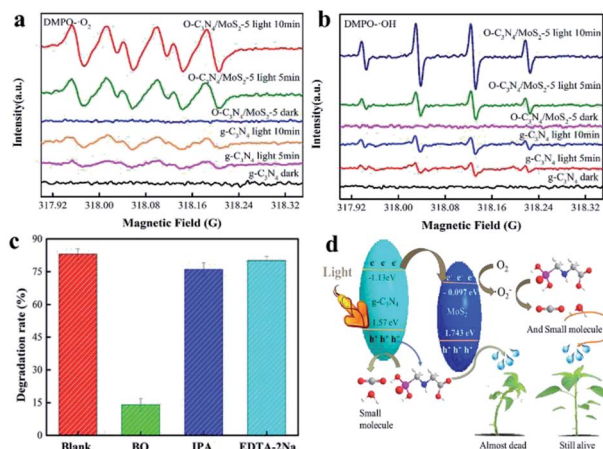 a
DMPO-·O₂
O-C₃N₄/MoS₂-5 light 10min
O-C₃N₄/MoS₂-5 light 5min
O-C₃N₄/MoS₂-5 dark
g-C₃N₄ light 10min
g-C₃N₄ light 5min
g-C₃N₄ dark
Intensity(a.u.)
317.92 318.00 318.08 318.16 318.24 318.32
Magnetic Field (G)
b
DMPO-·OH
O-C₃N₄/MoS₂-5 light 10min
O-C₃N₄/MoS₂-5 light 5min
O-C₃N₄/MoS₂-5 dark
g-C₃N₄ light 10min
g-C₃N₄ light 5min
g-C₃N₄ dark
Intensity(a.u.)
317.92 318.00 318.08 318.16 318.24 318.32
Magnetic Field (G)
c
Degradation rate (%)
90
75
60
45
30
15
0
Blank BQ IPA EDTA-2Na
d
Light
e⁻ e⁻ e⁻
-1.13eV
g-C₃N₄
1.57 eV
h⁺ h⁺ h⁺
e⁻ e⁻ e⁻
- 0.097 eV
MoS₂
1.743 eV
h⁺ h⁺ h⁺
O₂
O₂⁻
And Small molecule
Small
molecule
Almost dead
Still alive